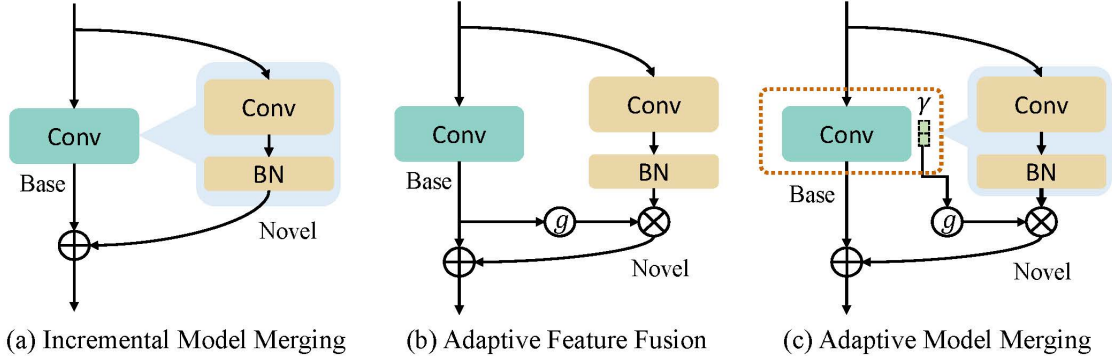 Conv
Conv
BN
Base
Novel
(a) Incremental Model Merging
Conv
Conv
BN
Base
g
Novel
(b) Adaptive Feature Fusion
Conv
γ
Conv
BN
Base
g
Novel
(c) Adaptive Model Merging